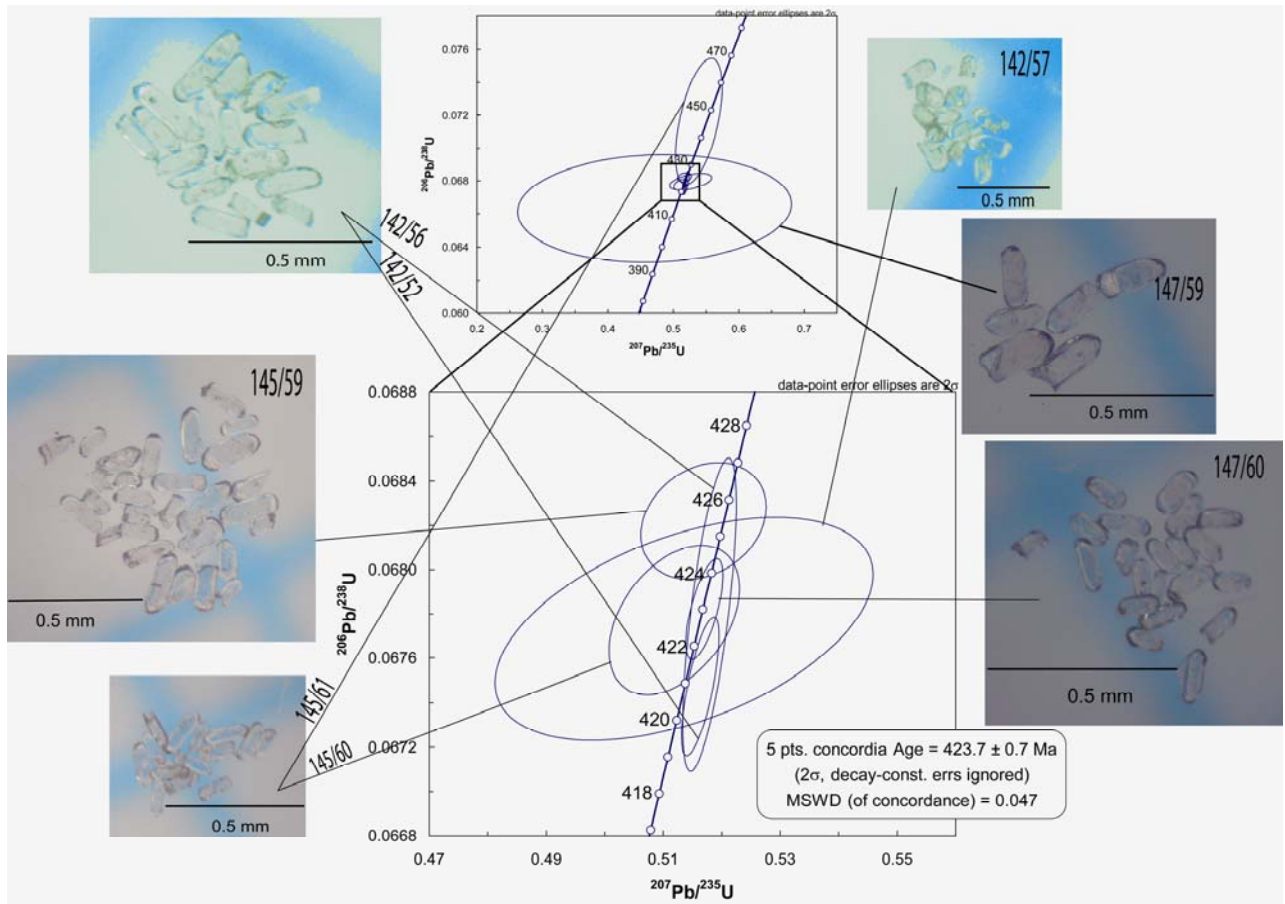 data-point error ellipses are 2σ
0.076
0.072
0.068
0.064
0.060
206Pb/238U
470
450
430
410
390
0.2
0.3
0.4
0.5
0.6
0.7
207Pb/235U
0.5 mm
142/56
142/52
142/57
0.5 mm
147/59
0.5 mm
145/59
0.5 mm
147/60
0.5 mm
145/61
145/60
0.5 mm
data-point error ellipses are 2σ
0.0688
0.0684
0.0680
0.0676
0.0672
0.0668
206Pb/238U
428
426
424
422
420
418
5 pts. concordia Age = 423.7 ± 0.7 Ma
(2σ, decay-const. errs ignored)
MSWD (of concordance) = 0.047
0.47
0.49
0.51
0.53
0.55
207Pb/235U